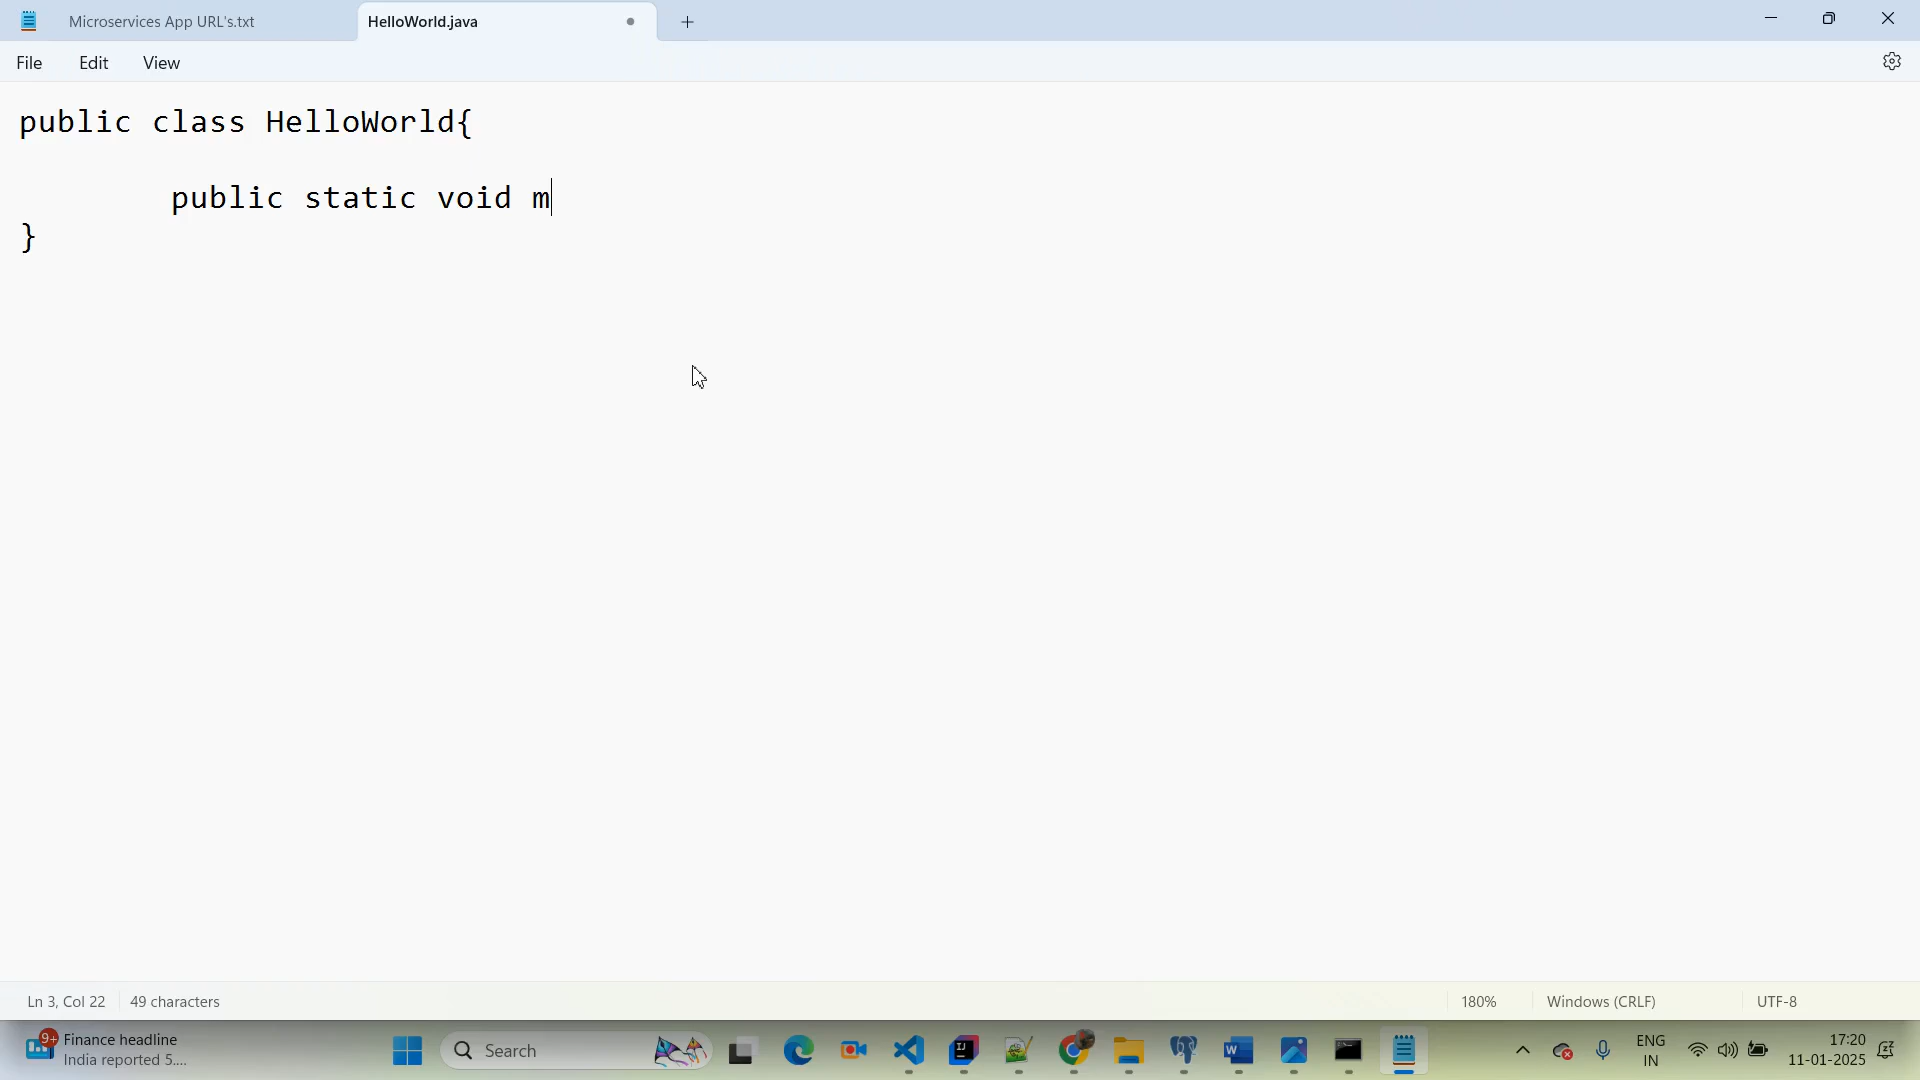 Microservices App URL's.txt
HelloWorld.java
File Edit View
public class HelloWorld{
public static void m
}
Ln 3, Col 22 49 characters 180% Windows (CRLF) UTF-8
9+ Finance headline
India reported 5....
Search
ENG
IN
17:20
11-01-2025